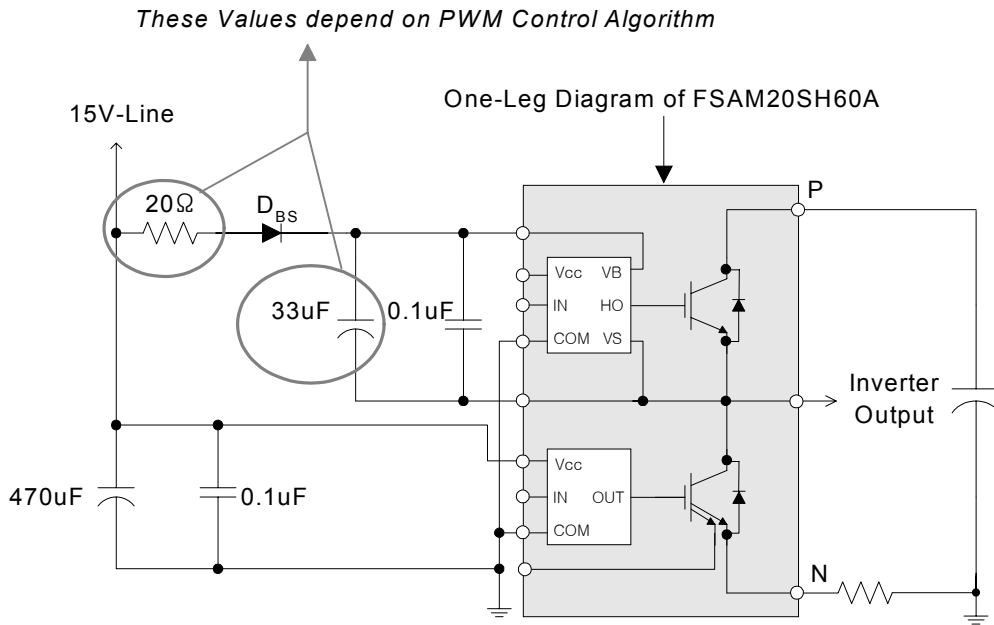 These Values depend on PWM Control Algorithm
One-Leg Diagram of FSAM20SH60A
15V-Line
P
20Ω
DBS
Vcc
VB
33uF
0.1uF
IN
HO
COM
VS
Inverter
Output
Vcc
470uF
0.1uF
IN
OUT
COM
N